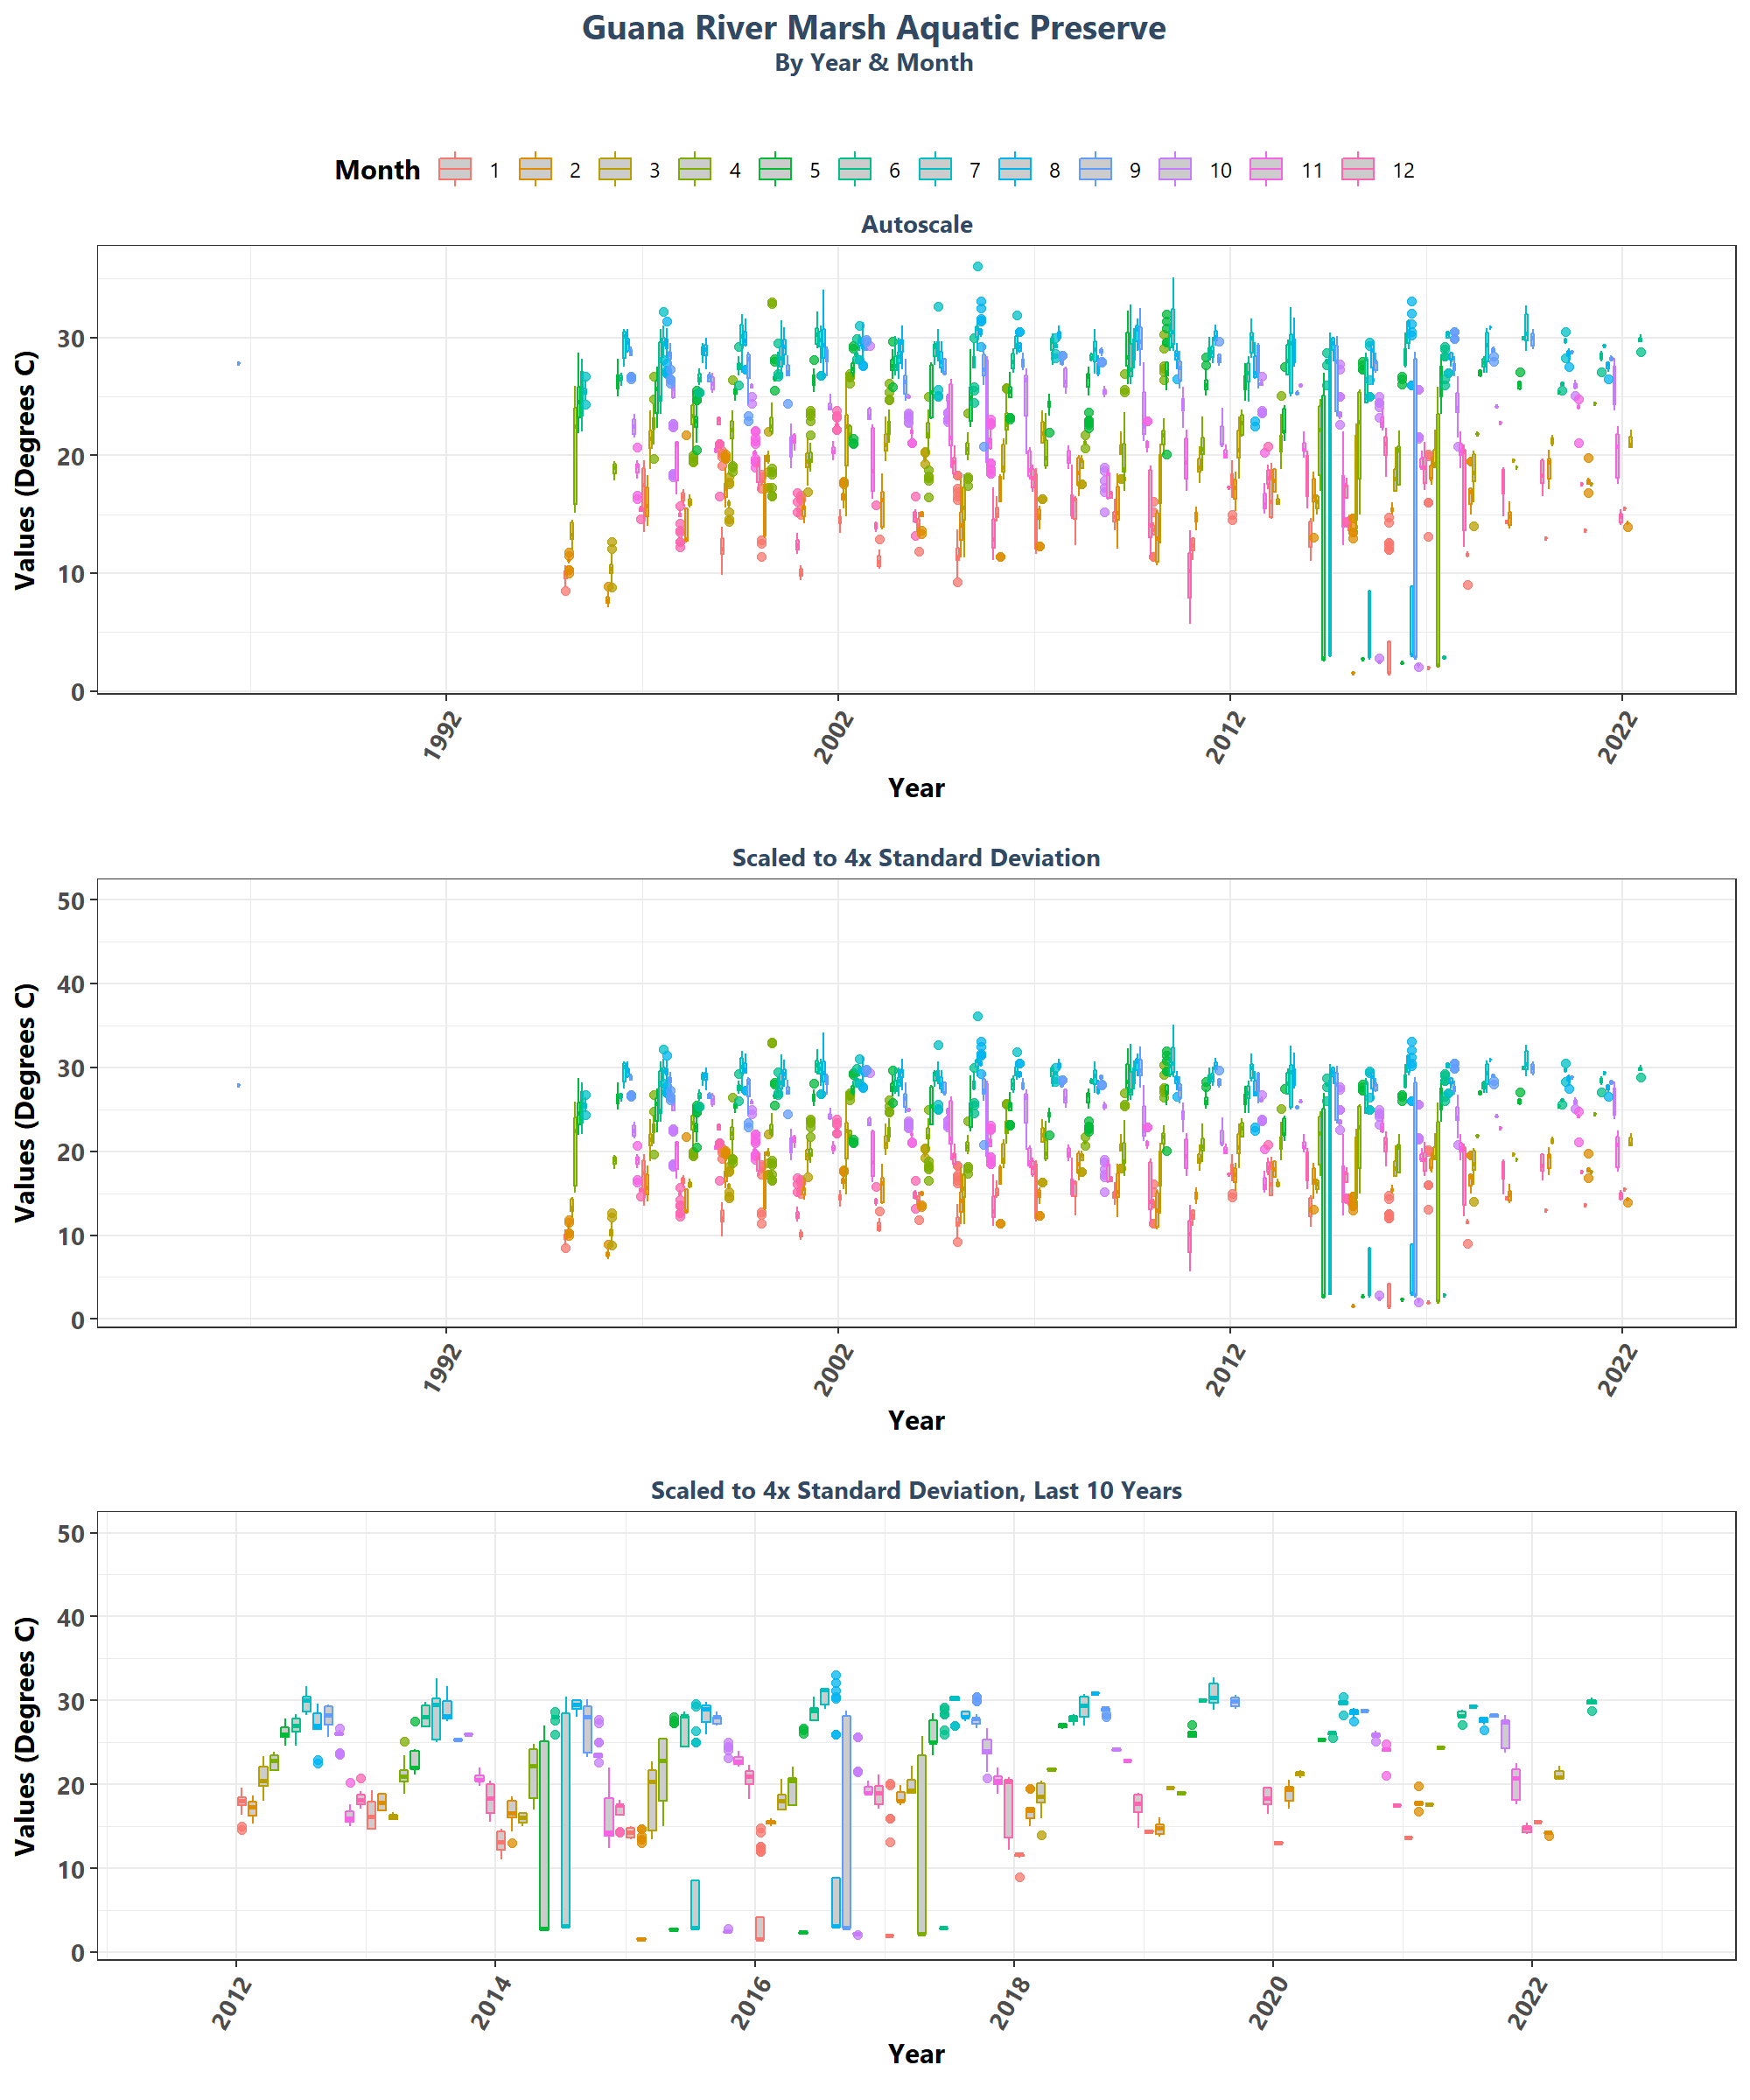 Guana River Marsh Aquatic Preserve
By Year & Month
Month 1 2 3 4 5 6 7 8 9 10 11 12
Autoscale
Values (Degrees C)
30
20
10
0
1992 2002 2012 2022
Year
Scaled to 4x Standard Deviation
Values (Degrees C)
50
40
30
20
10
0
1992 2002 2012 2022
Year
Scaled to 4x Standard Deviation, Last 10 Years
Values (Degrees C)
50
40
30
20
10
0
2012 2014 2016 2018 2020 2022
Year